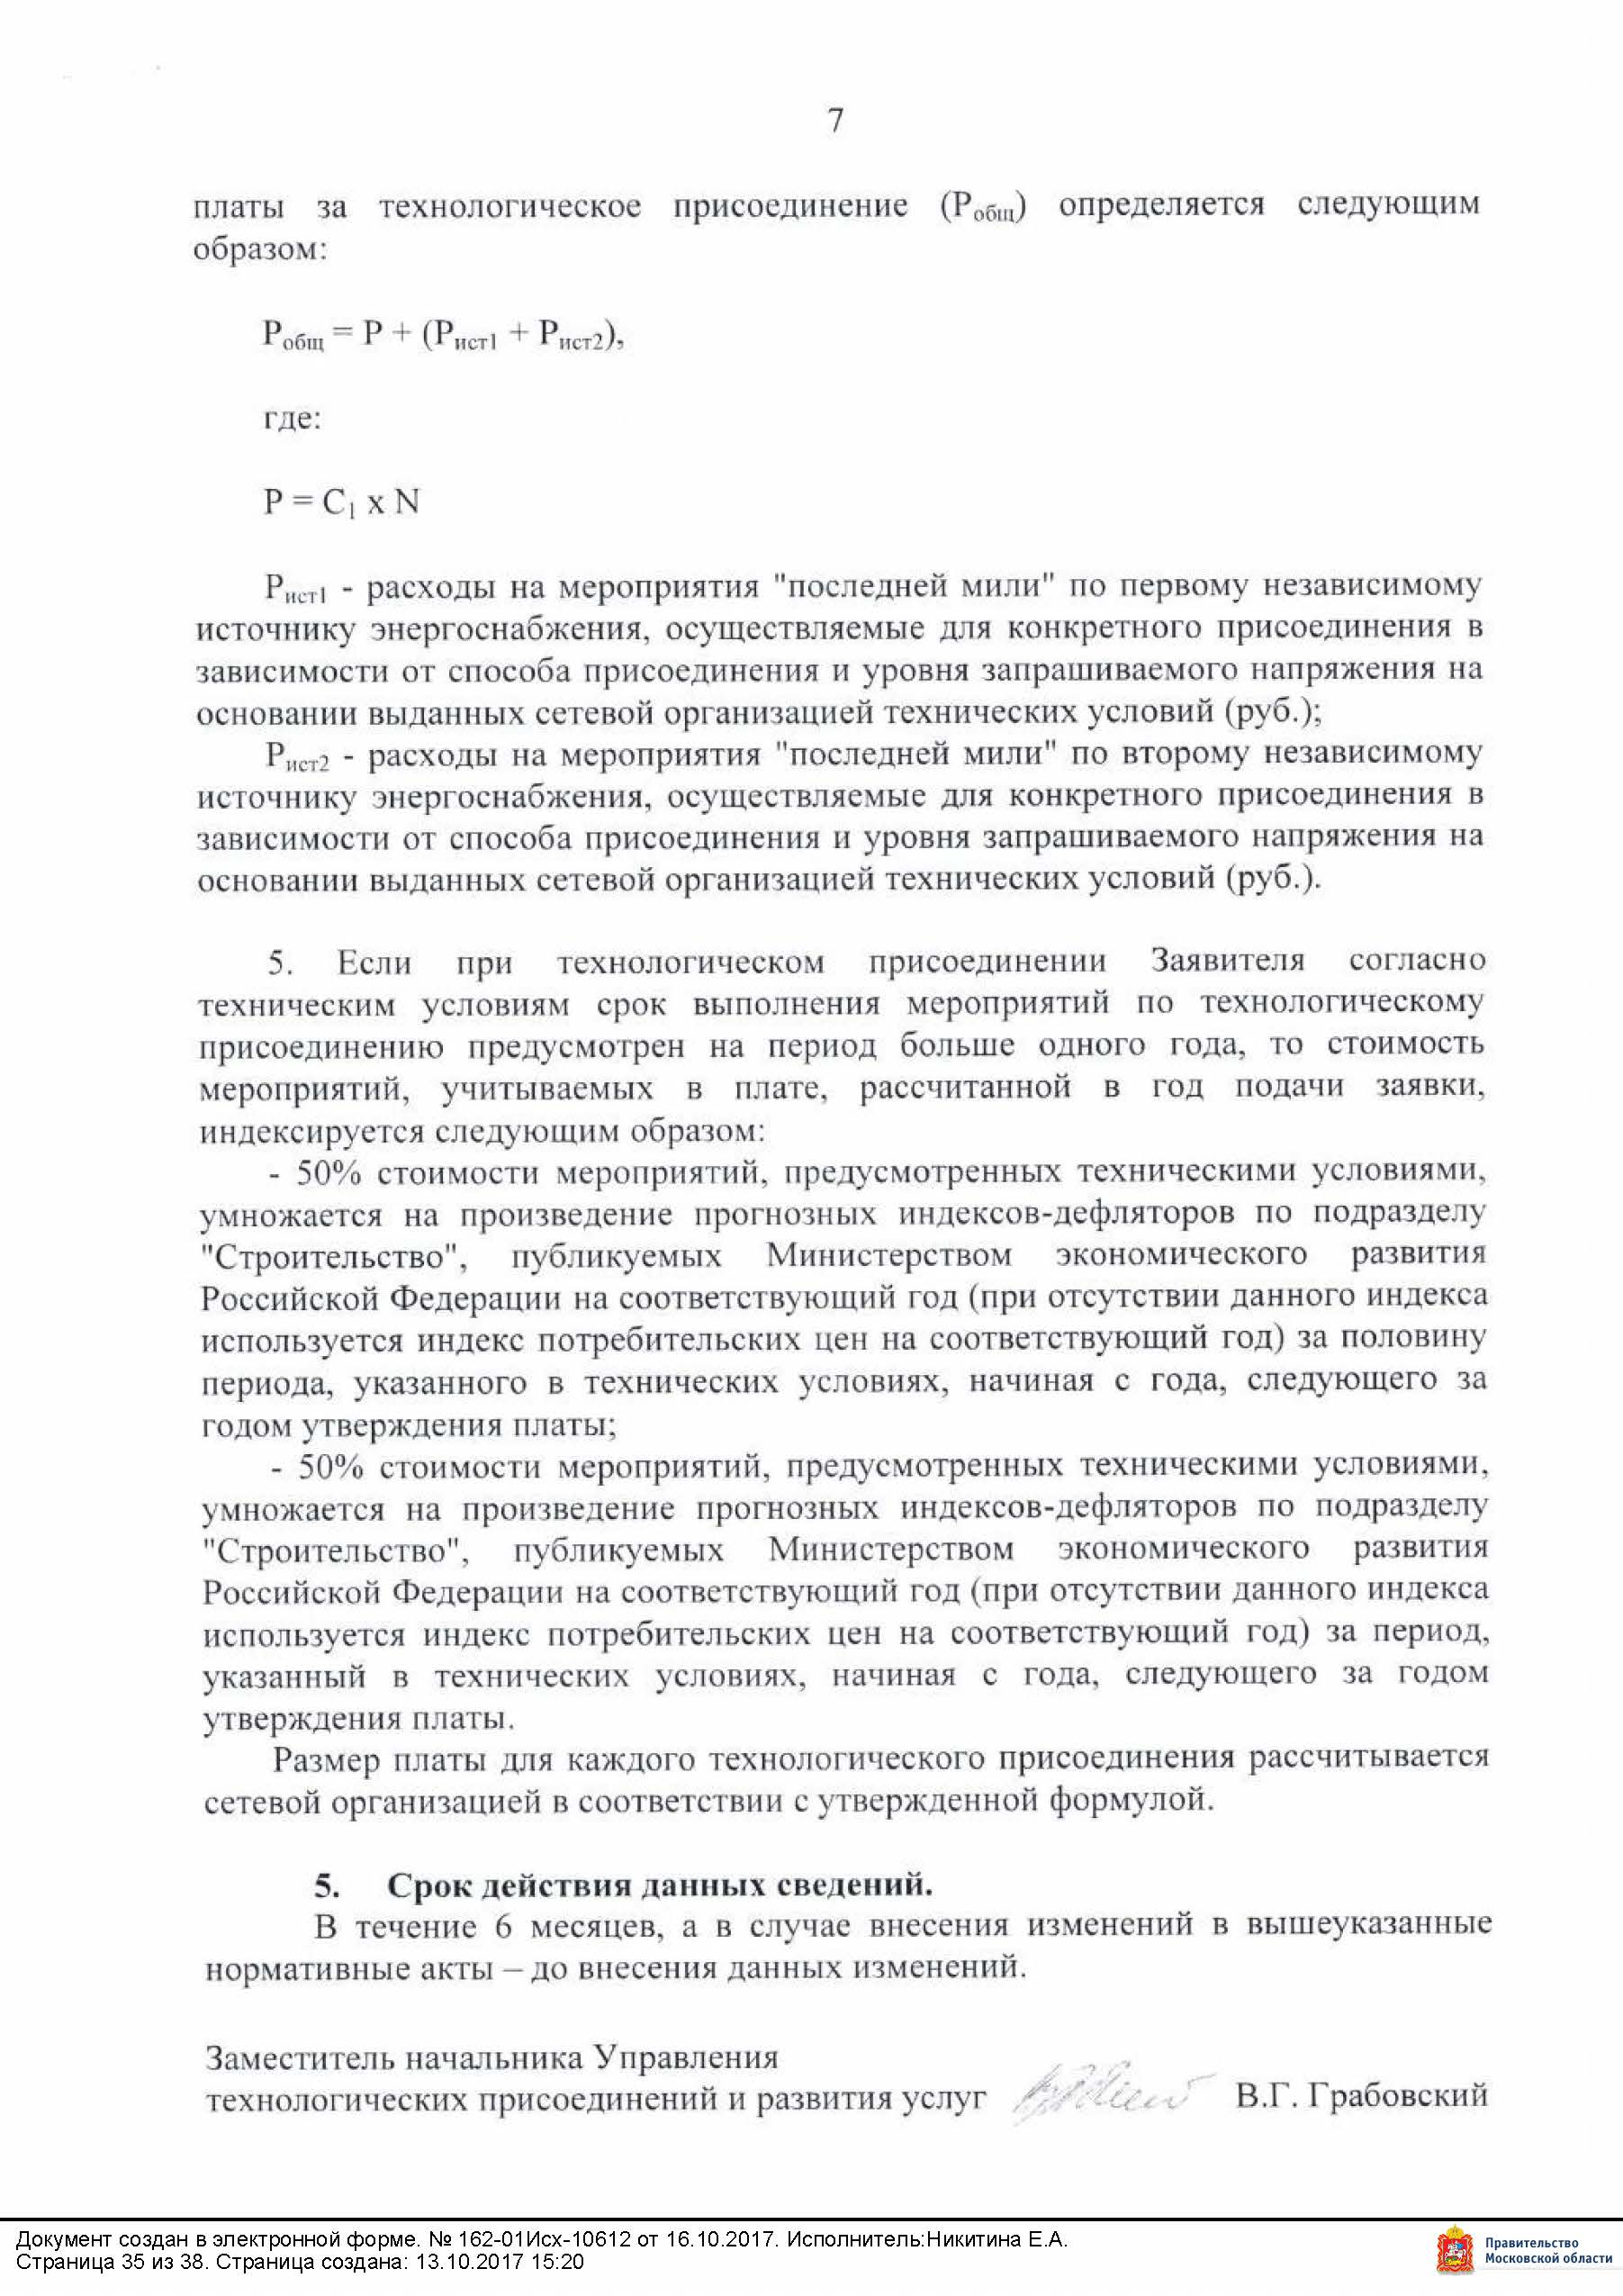 7
платы за технологическое присоединение (Робщ) определяется следующим
образом:
Робщ = Р + (Рист1 + Рист2),
где:
Р = С1 х N
Рист1 - расходы на мероприятия "последней мили" по первому независимому
источнику энергоснабжения, осуществляемые для конкретного присоединения в
зависимости от способа присоединения и уровня запрашиваемого напряжения на
основании выданных сетевой организацией технических условий (руб.);
Рист2 - расходы на мероприятия "последней мили" по второму независимому
источнику энергоснабжения, осуществляемые для конкретного присоединения в
зависимости от способа присоединения и уровня запрашиваемого напряжения на
основании выданных сетевой организацией технических условий (руб.).
5. Если при технологическом присоединении Заявителя согласно
техническим условиям срок выполнения мероприятий по технологическому
присоединению предусмотрен на период больше одного года, то стоимость
мероприятий, учитываемых в плате, рассчитанной в год подачи заявки,
индексируется следующим образом:
- 50% стоимости мероприятий, предусмотренных техническими условиями,
умножается на произведение прогнозных индексов-дефляторов по подразделу
"Строительство", публикуемых Министерством экономического развития
Российской Федерации на соответствующий год (при отсутствии данного индекса
используется индекс потребительских цен на соответствующий год) за половину
периода, указанного в технических условиях, начиная с года, следующего за
годом утверждения платы;
- 50% стоимости мероприятий, предусмотренных техническими условиями,
умножается на произведение прогнозных индексов-дефляторов по подразделу
"Строительство", публикуемых Министерством экономического развития
Российской Федерации на соответствующий год (при отсутствии данного индекса
используется индекс потребительских цен на соответствующий год) за период,
указанный в технических условиях, начиная с года, следующего за годом
утверждения платы.
Размер платы для каждого технологического присоединения рассчитывается
сетевой организацией в соответствии с утвержденной формулой.
5. Срок действия данных сведений.
В течение 6 месяцев, а в случае внесения изменений в вышеуказанные
нормативные акты – до внесения данных изменений.
Заместитель начальника Управления
технологических присоединений и развития услуг В.Г. Грабовский
Документ создан в электронной форме. № 162-01Исх-10612 от 16.10.2017. Исполнитель:Никитина Е.А.
Страница 35 из 38. Страница создана: 13.10.2017 15:20
Правительство
Московской области